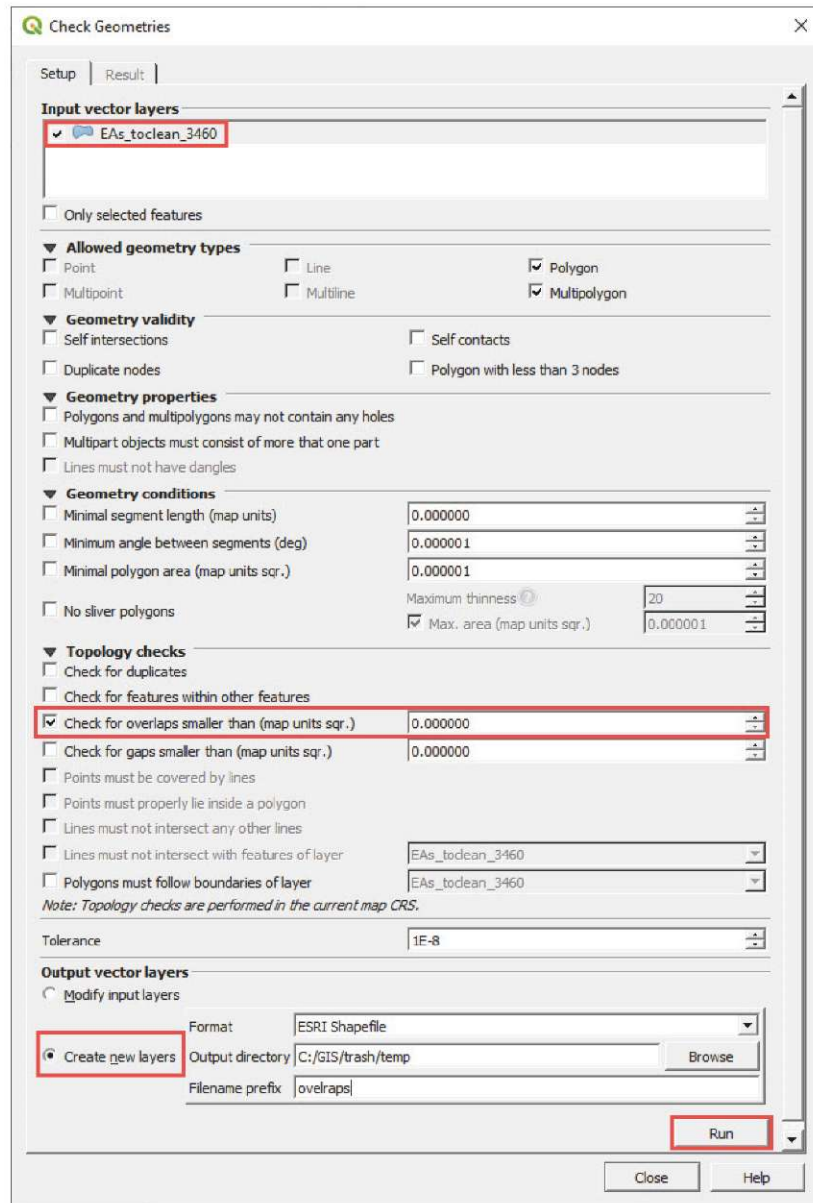 Check Geometries
Setup Result
Input vector layers
EAs_toclean_3460
Only selected features
Allowed geometry types
Point Line Polygon
Multipoint Multiline Multipolygon
Geometry validity
Self intersections Self contacts
Duplicate nodes Polygon with less than 3 nodes
Geometry properties
Polygons and multipolygons may not contain any holes
Multipart objects must consist of more that one part
Lines must not have dangles
Geometry conditions
Minimal segment length (map units) 0.000000
Minimum angle between segments (deg) 0.000001
Minimal polygon area (map units sqr.) 0.000001
No sliver polygons Maximum thinness ? 20
Max. area (map units sqr.) 0.000001
Topology checks
Check for duplicates
Check for features within other features
Check for overlaps smaller than (map units sqr.) 0.000000
Check for gaps smaller than (map units sqr.) 0.000000
Points must be covered by lines
Points must properly lie inside a polygon
Lines must not intersect any other lines
Lines must not intersect with features of layer EAs_toclean_3460
Polygons must follow boundaries of layer EAs_toclean_3460
Note: Topology checks are performed in the current map CRS.
Tolerance 1E-8
Output vector layers
Modify input layers
Format ESRI Shapefile
Create new layers Output directory C:/GIS/trash/temp Browse
Filename prefix ovelraps
Run
Close Help